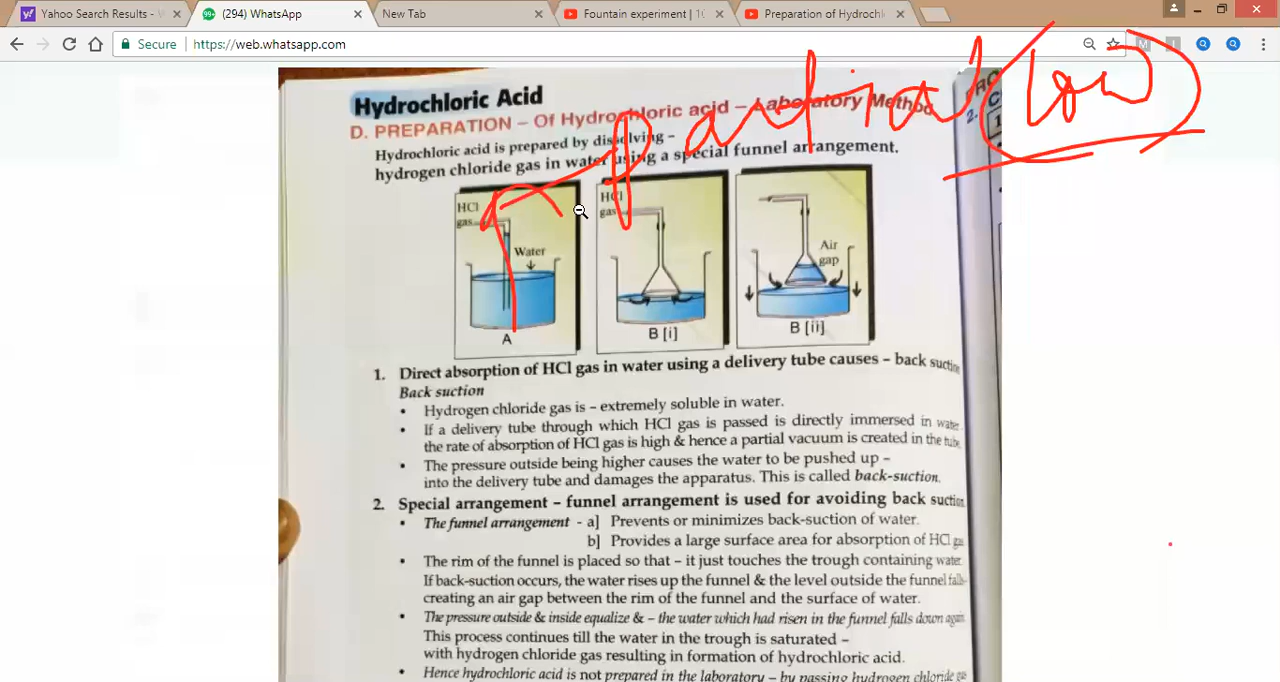 Yahoo Search Results -
(294) WhatsApp
New Tab
Fountain experiment | 10
Preparation of Hydrochl
Secure | https://web.whatsapp.com
partial (low)
Hydrochloric Acid
D. PREPARATION – Of Hydrochloric acid – Laboratory Method
Hydrochloric acid is prepared by dissolving –
hydrogen chloride gas in water using a special funnel arrangement.
HCl
gas
Water
A
HCl
gas
B [i]
Air
gap
B [ii]
1. Direct absorption of HCl gas in water using a delivery tube causes – back suction
Back suction
• Hydrogen chloride gas is – extremely soluble in water.
• If a delivery tube through which HCl gas is passed is directly immersed in water
the rate of absorption of HCl gas is high & hence a partial vacuum is created in the tube
• The pressure outside being higher causes the water to be pushed up –
into the delivery tube and damages the apparatus. This is called back-suction.
2. Special arrangement – funnel arrangement is used for avoiding back suction
• The funnel arrangement - a] Prevents or minimizes back-suction of water.
b] Provides a large surface area for absorption of HCl gas
• The rim of the funnel is placed so that – it just touches the trough containing water
If back-suction occurs, the water rises up the funnel & the level outside the funnel falls
creating an air gap between the rim of the funnel and the surface of water.
• The pressure outside & inside equalize & – the water which had risen in the funnel falls down again
This process continues till the water in the trough is saturated –
with hydrogen chloride gas resulting in formation of hydrochloric acid.
• Hence hydrochloric acid is not prepared in the laboratory – by passing hydrogen chloride